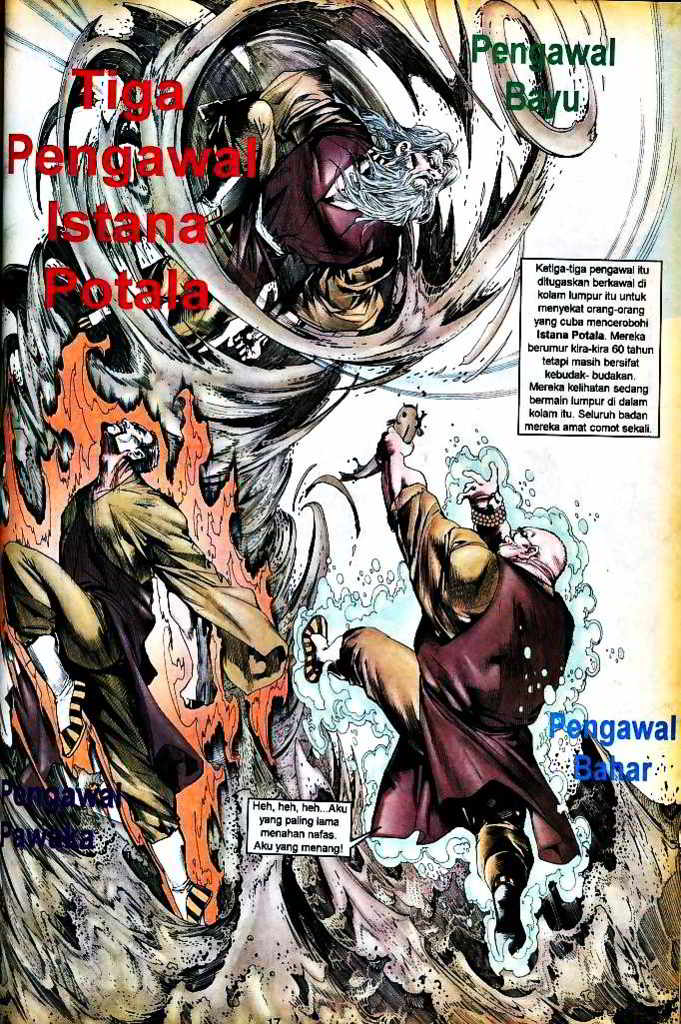 Tiga
Pengawal
Istana
Potala
Pengawal
Bayu
Ketiga-tiga pengawal itu
ditugaskan berkawal di
kolam lumpur itu untuk
menyekat orang-orang
yang cuba mencerobohi
Istana Potala. Mereka
berumur kira-kira 60 tahun
tetapi masih bersifat
kebudak- budakan.
Mereka kelihatan sedang
bermain lumpur di dalam
kolam itu. Seluruh badan
mereka amat comot sekali.
Pengawal
Bahar
Pengawal
Pawaka
Heh, heh, heh...Aku
yang paling lama
menahan nafas.
Aku yang menang!
17